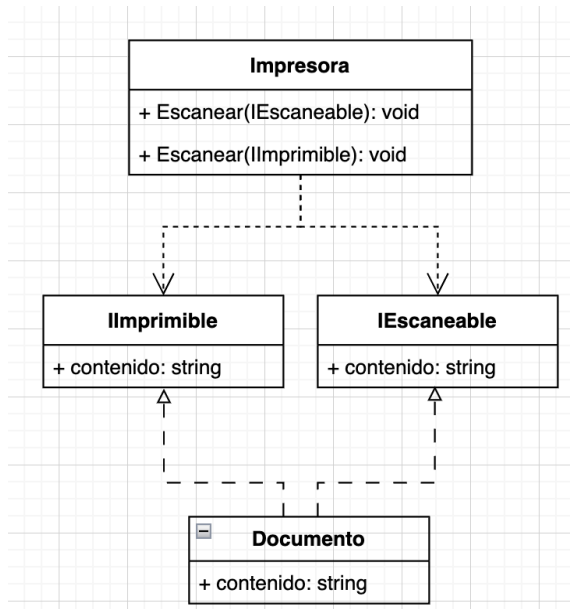 Impresora
+ Escanear(IEscaneable): void
+ Escanear(IImprimible): void
IImprimible
+ contenido: string
IEscaneable
+ contenido: string
Documento
+ contenido: string